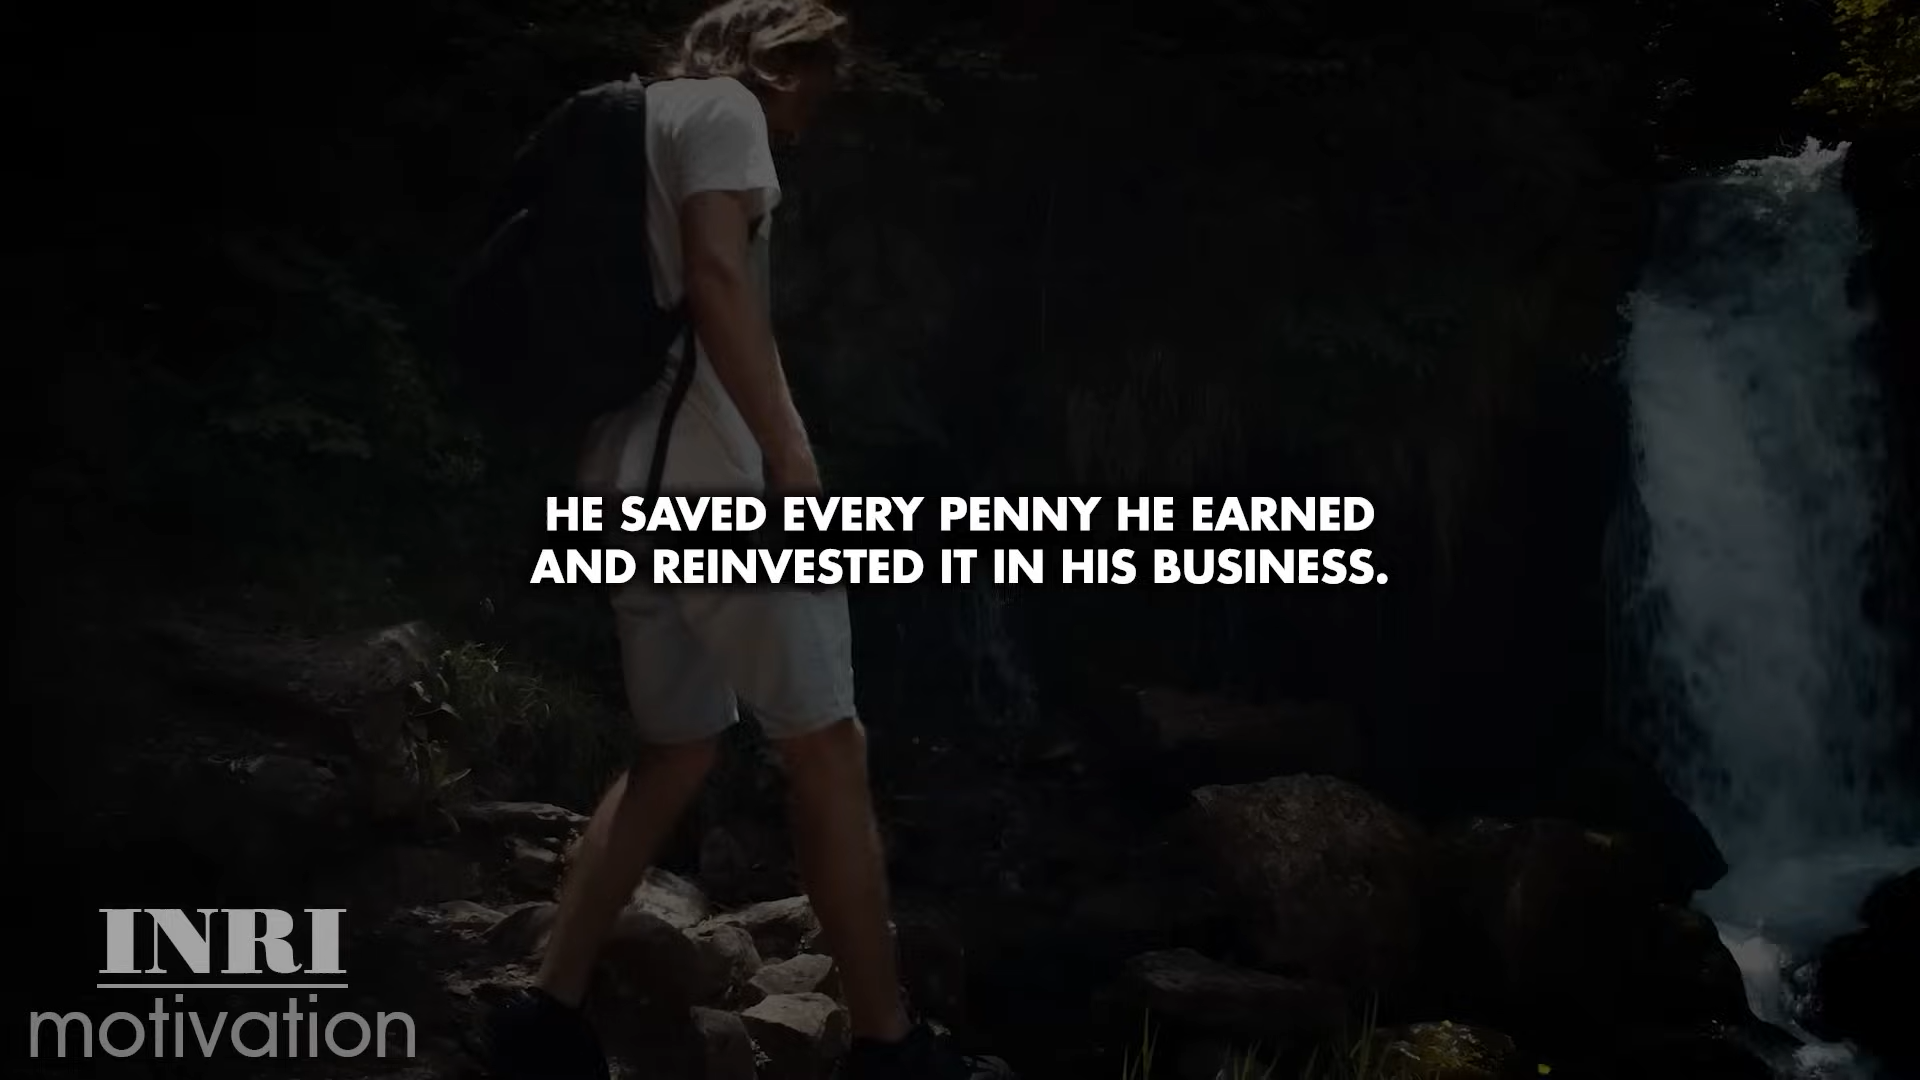 HE SAVED EVERY PENNY HE EARNED
AND REINVESTED IT IN HIS BUSINESS.
INRI
motivation